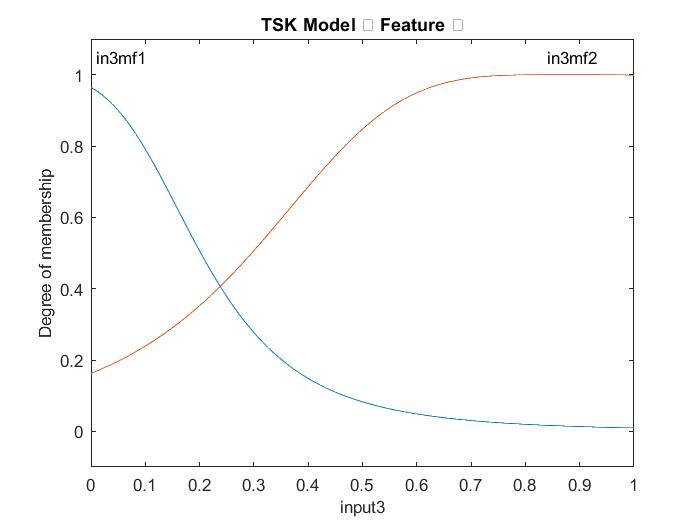 TSK Model Feature
in3mf1 in3mf2
1
0.8
0.6
0.4
0.2
0
Degree of membership
0 0.1 0.2 0.3 0.4 0.5 0.6 0.7 0.8 0.9 1
input3